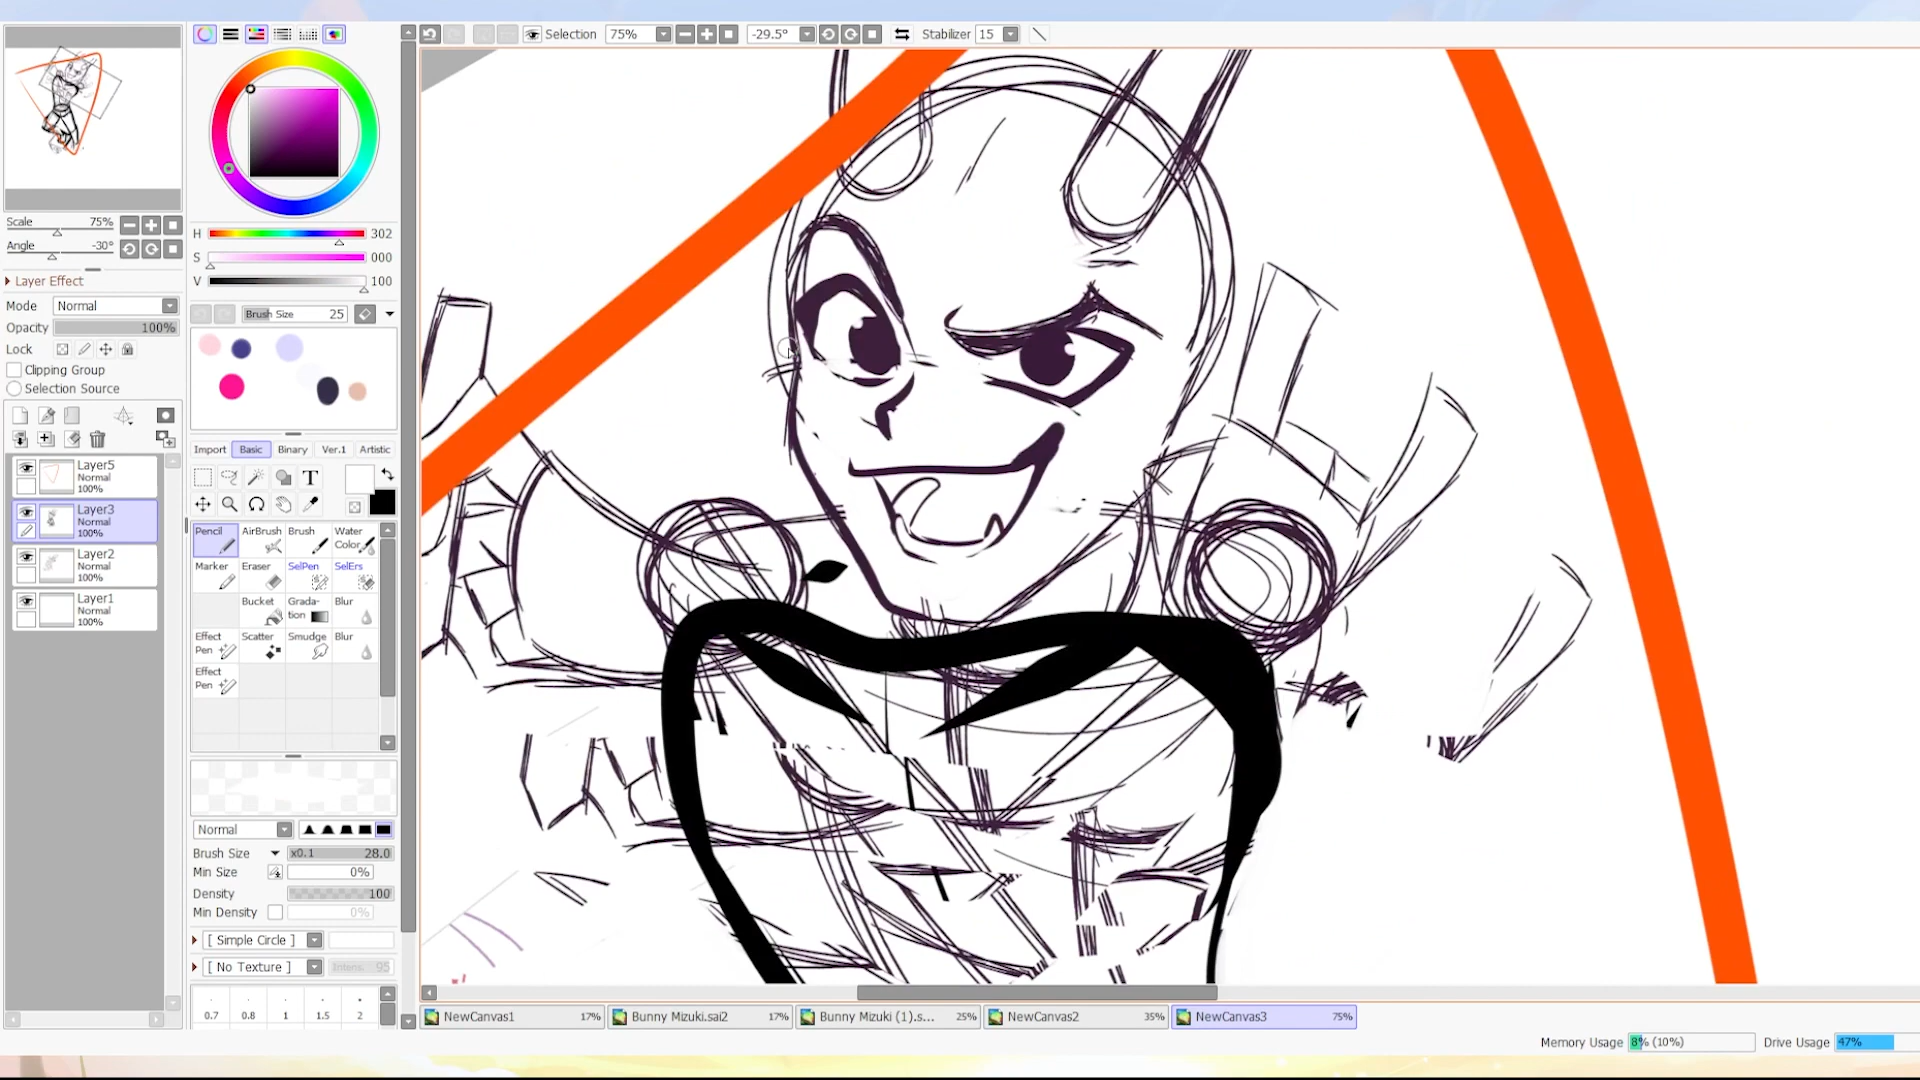 Selection 75% -29.5° Stabilizer 15
Scale 75%
Angle -30°
Layer Effect
Mode Normal
Opacity 100%
Lock
Clipping Group
Selection Source
Layer5
Normal
100%
Layer3
Normal
100%
Layer2
Normal
100%
Layer1
Normal
100%
H 302
S 000
V 100
Brush Size 25
Import Basic Binary Ver.1 Artistic
T
Pencil AirBrush Brush Water
Color
Marker Eraser SelPen SelErs
Bucket Grada- Blur
tion
Effect Scatter Smudge Blur
Pen
Effect
Pen
Normal
Brush Size x0.1 28.0
Min Size 0%
Density 100
Min Density 0%
[ Simple Circle ]
[ No Texture ] Intens. 95
0.7 0.8 1 1.5 2
NewCanvas1 17% Bunny Mizuki.sai2 17% Bunny Mizuki (1).s... 25% NewCanvas2 35% NewCanvas3 75%
Memory Usage 8% (10%) Drive Usage 47%